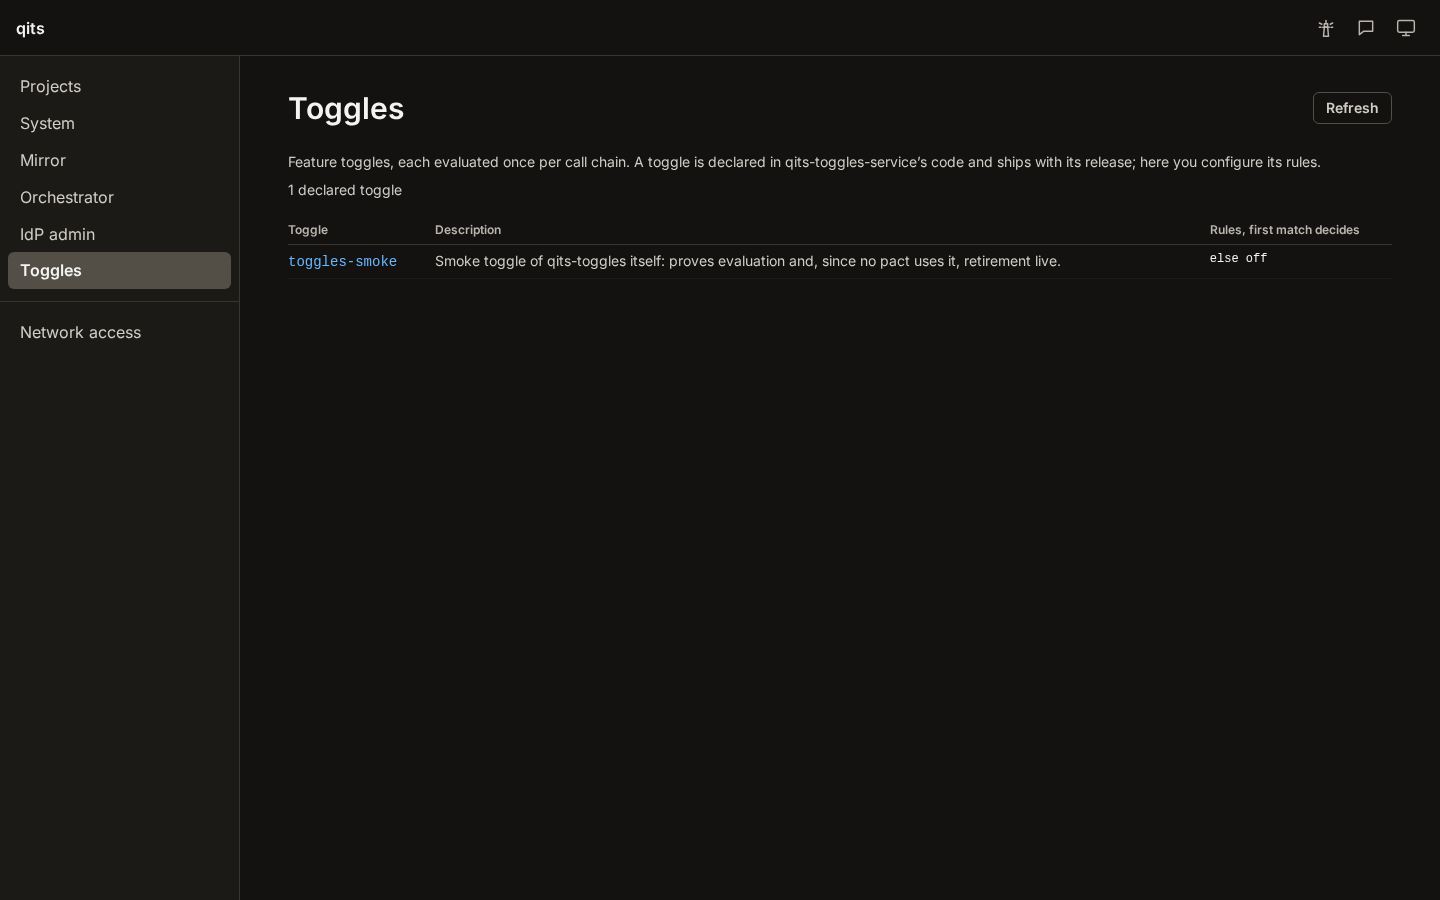 qits
Projects
System
Mirror
Orchestrator
IdP admin
Toggles
Network access
Toggles
Refresh
Feature toggles, each evaluated once per call chain. A toggle is declared in qits-toggles-service’s code and ships with its release; here you configure its rules.
1 declared toggle
Toggle Description Rules, first match decides
toggles-smoke Smoke toggle of qits-toggles itself: proves evaluation and, since no pact uses it, retirement live. else off